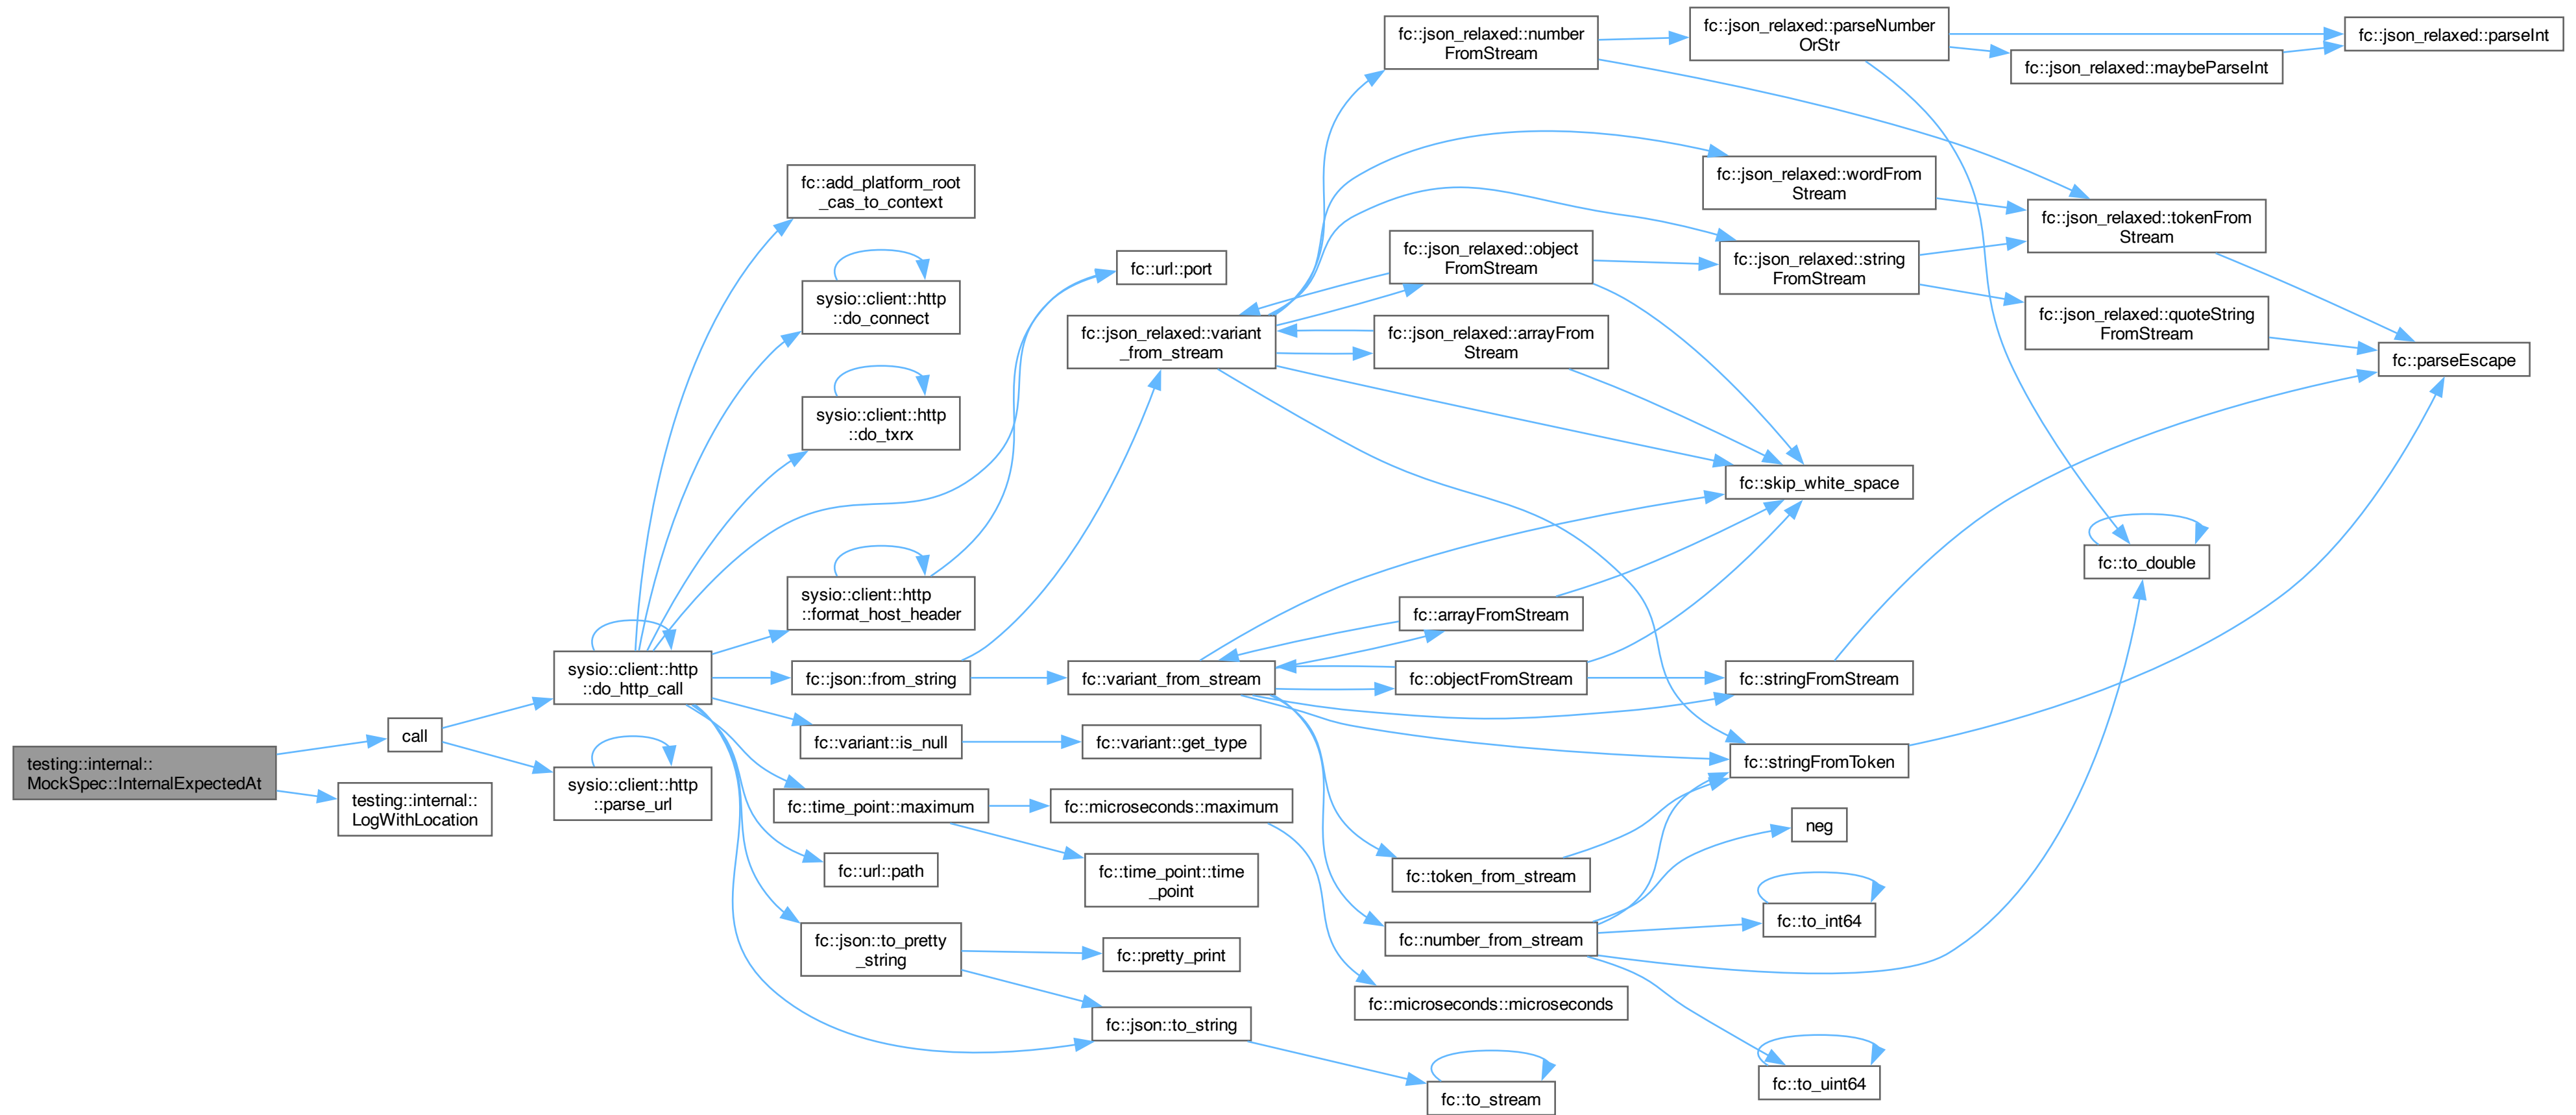 testing::internal::
MockSpec::InternalExpectedAt
call
testing::internal::
LogWithLocation
sysio::client::http
::do_http_call
sysio::client::http
::parse_url
fc::add_platform_root
_cas_to_context
sysio::client::http
::do_connect
sysio::client::http
::do_txrx
sysio::client::http
::format_host_header
fc::json::from_string
fc::variant::is_null
fc::time_point::maximum
fc::url::path
fc::json::to_pretty
_string
fc::url::port
fc::json_relaxed::variant
_from_stream
fc::variant_from_stream
fc::variant::get_type
fc::microseconds::maximum
fc::time_point::time
_point
fc::pretty_print
fc::json::to_string
fc::json_relaxed::number
FromStream
fc::json_relaxed::object
FromStream
fc::json_relaxed::arrayFrom
Stream
fc::arrayFromStream
fc::objectFromStream
fc::token_from_stream
fc::number_from_stream
fc::microseconds::microseconds
fc::to_stream
fc::json_relaxed::parseNumber
OrStr
fc::json_relaxed::wordFrom
Stream
fc::json_relaxed::string
FromStream
fc::skip_white_space
fc::stringFromStream
fc::stringFromToken
neg
fc::to_int64
fc::to_uint64
fc::json_relaxed::maybeParseInt
fc::json_relaxed::tokenFrom
Stream
fc::json_relaxed::quoteString
FromStream
fc::to_double
fc::json_relaxed::parseInt
fc::parseEscape